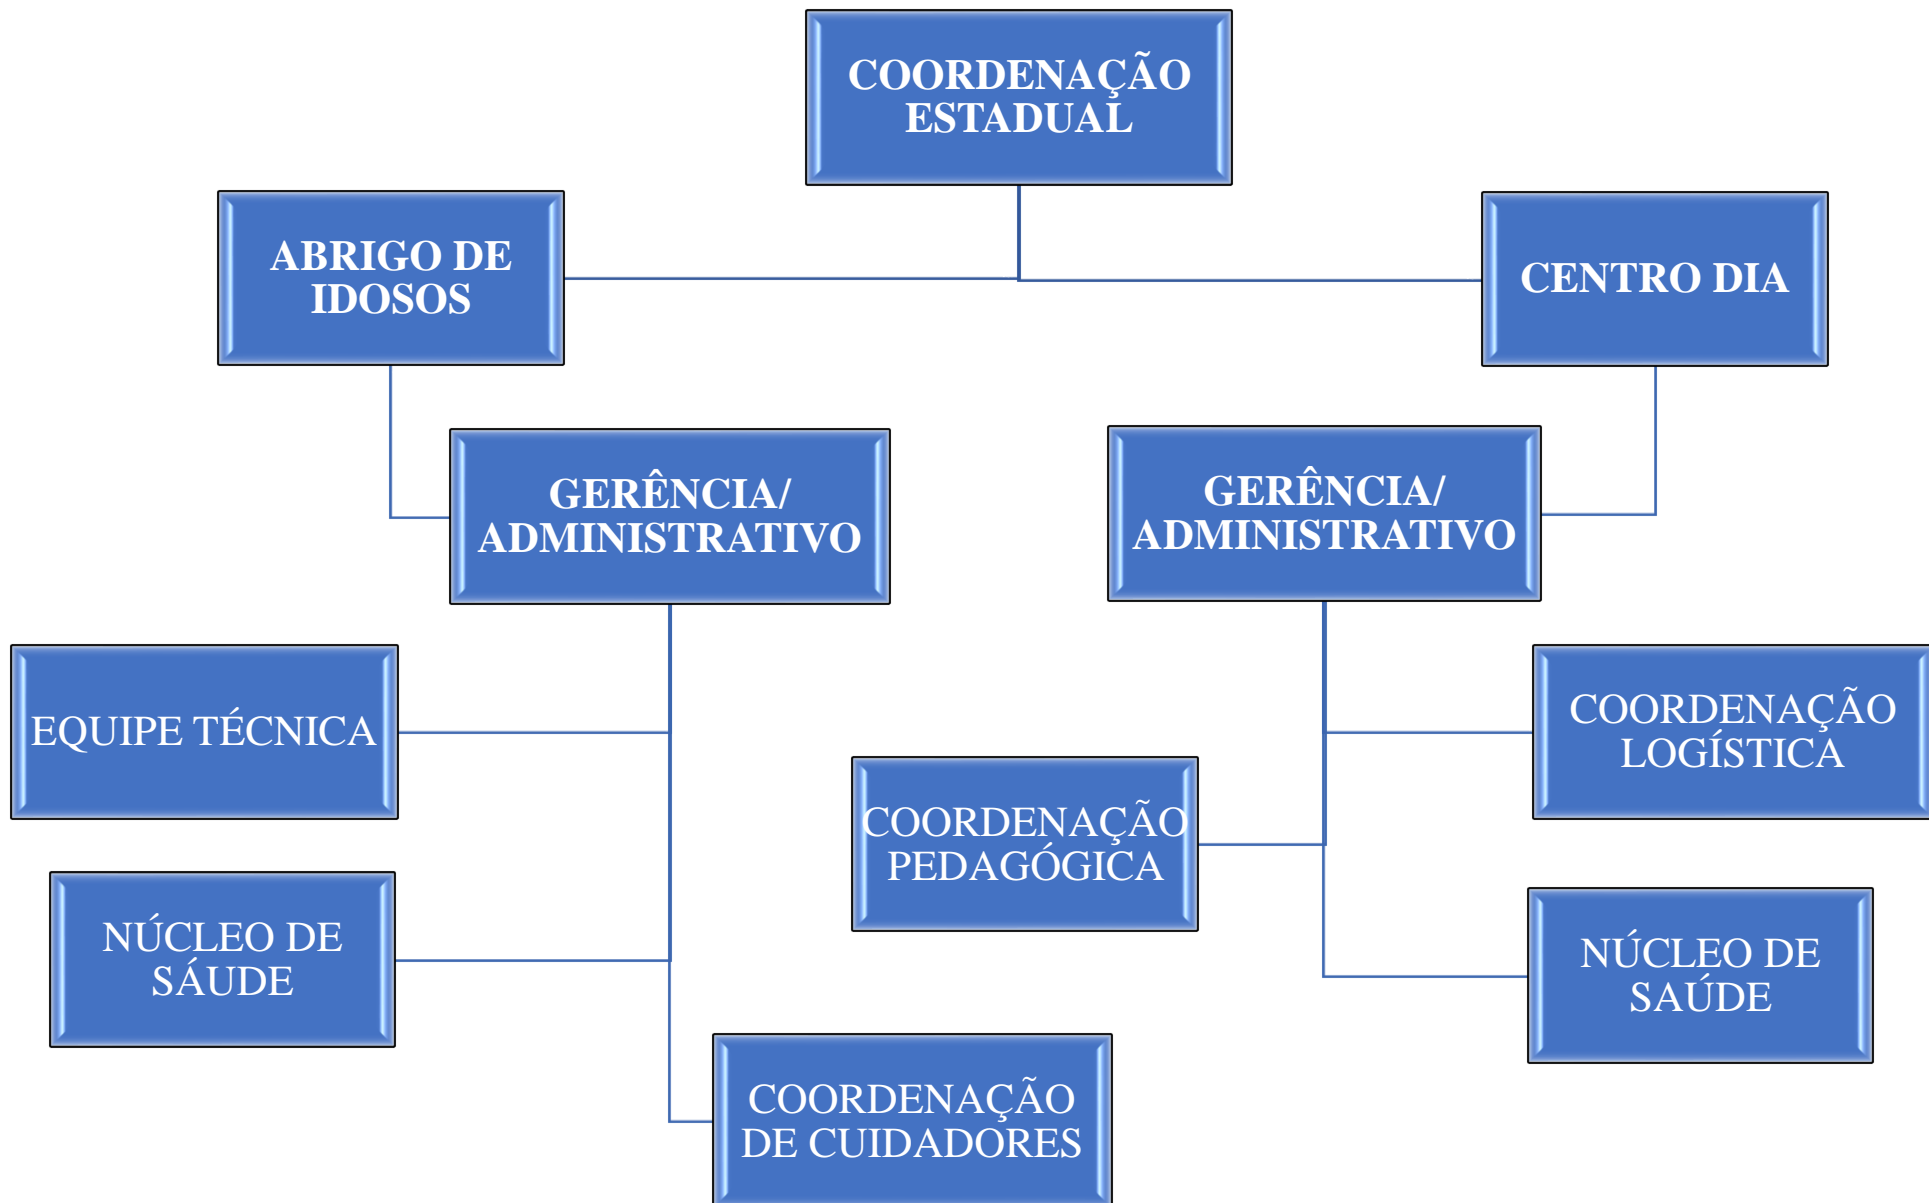 COORDENAÇÃO
ESTADUAL
ABRIGO DE
IDOSOS
CENTRO DIA
GERÊNCIA/
ADMINISTRATIVO
GERÊNCIA/
ADMINISTRATIVO
EQUIPE TÉCNICA
COORDENAÇÃO
LOGÍSTICA
COORDENAÇÃO
PEDAGÓGICA
NÚCLEO DE
SÁUDE
NÚCLEO DE
SAÚDE
COORDENAÇÃO
DE CUIDADORES